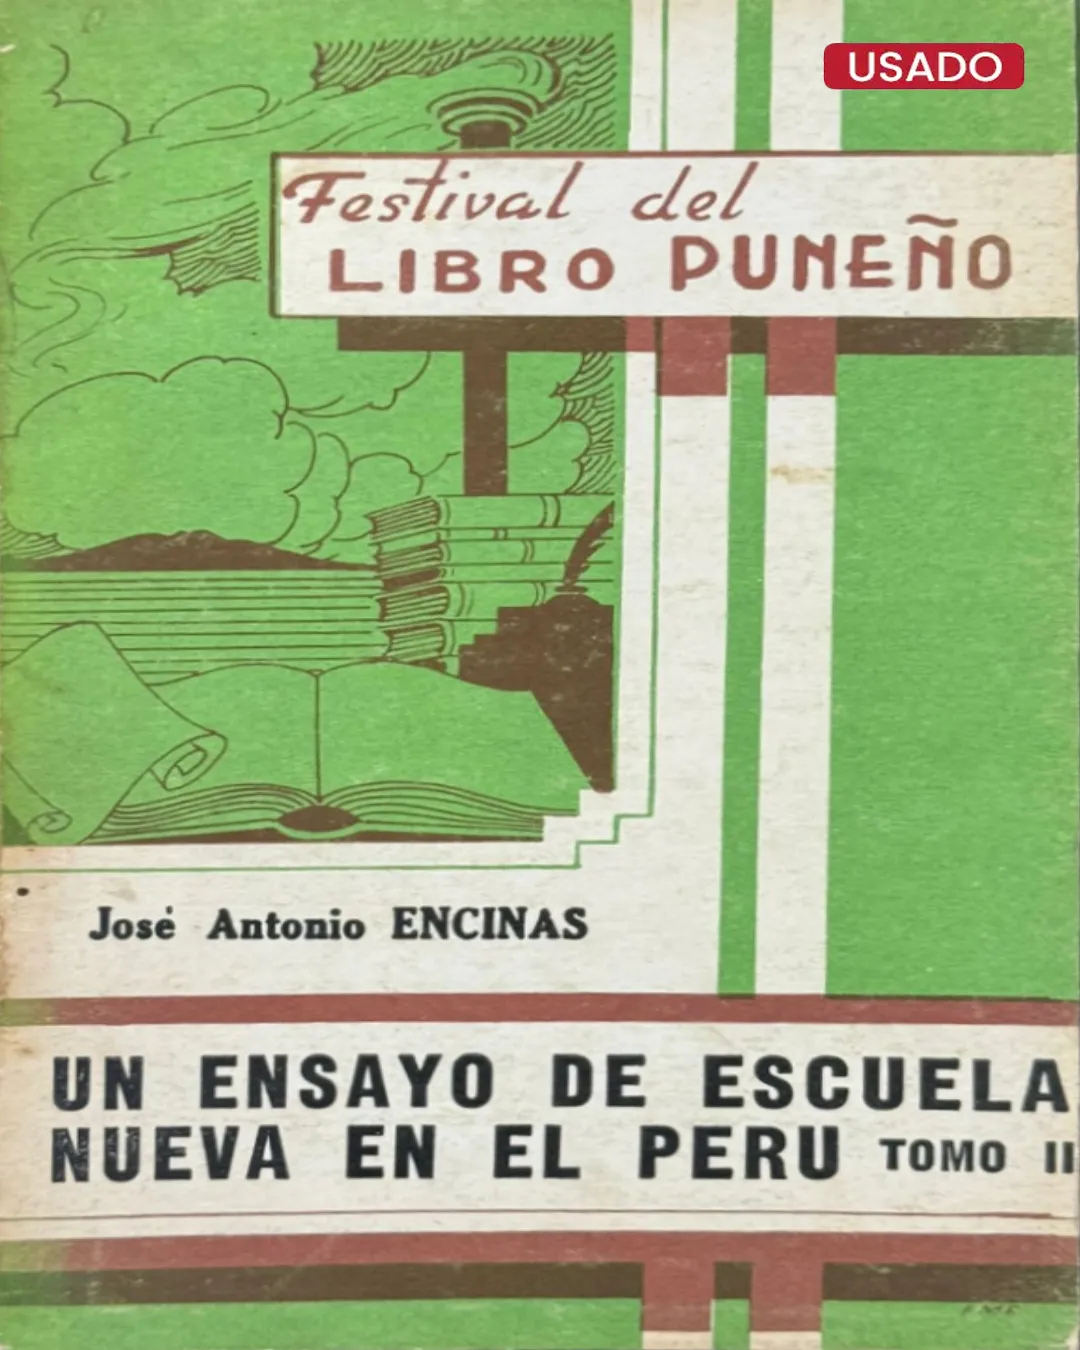 USADO
Festival del
LIBRO PUNEÑO
José Antonio ENCINAS
UN ENSAYO DE ESCUELA
NUEVA EN EL PERU TOMO II